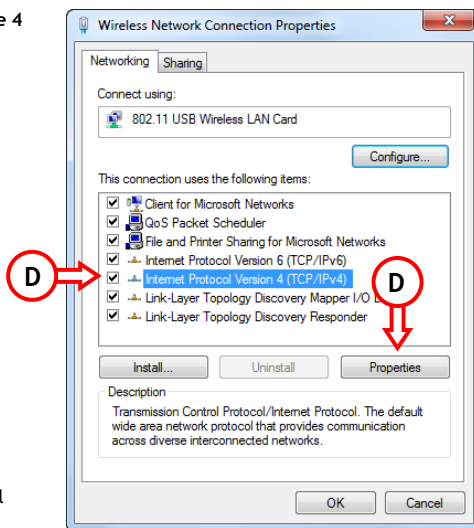 e 4
Wireless Network Connection Properties
Networking Sharing
Connect using:
802.11 USB Wireless LAN Card
Configure...
This connection uses the following items:
Client for Microsoft Networks
QoS Packet Scheduler
File and Printer Sharing for Microsoft Networks
Internet Protocol Version 6 (TCP/IPv6)
D Internet Protocol Version 4 (TCP/IPv4) D
Link-Layer Topology Discovery Mapper I/O
Link-Layer Topology Discovery Responder
Install... Uninstall Properties
Description
Transmission Control Protocol/Internet Protocol. The default
wide area network protocol that provides communication
across diverse interconnected networks.
l
OK Cancel